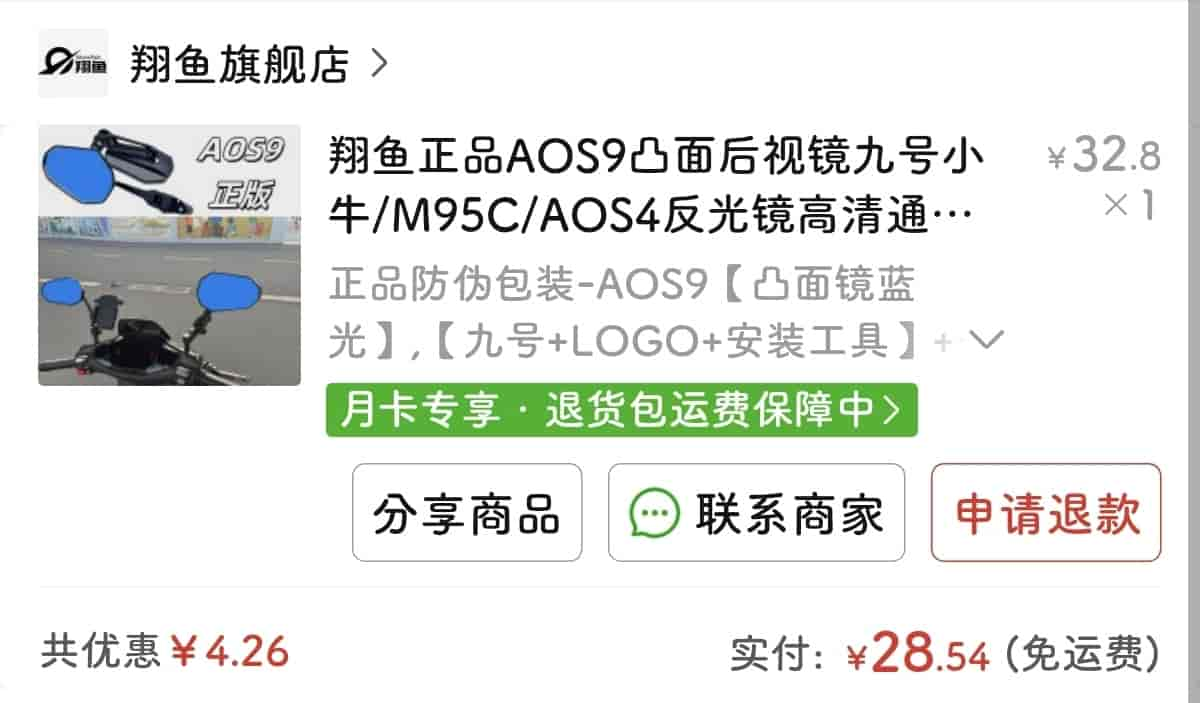 翔鱼
翔鱼旗舰店
AOS9
正版
翔鱼正品AOS9凸面后视镜九号小
牛/M95C/AOS4反光镜高清通…
¥32.8
×1
正品防伪包装-AOS9【凸面镜蓝
光】,【九号+LOGO+安装工具】+
月卡专享·退货包运费保障中
分享商品
联系商家
申请退款
共优惠¥4.26
实付: ¥28.54 (免运费)